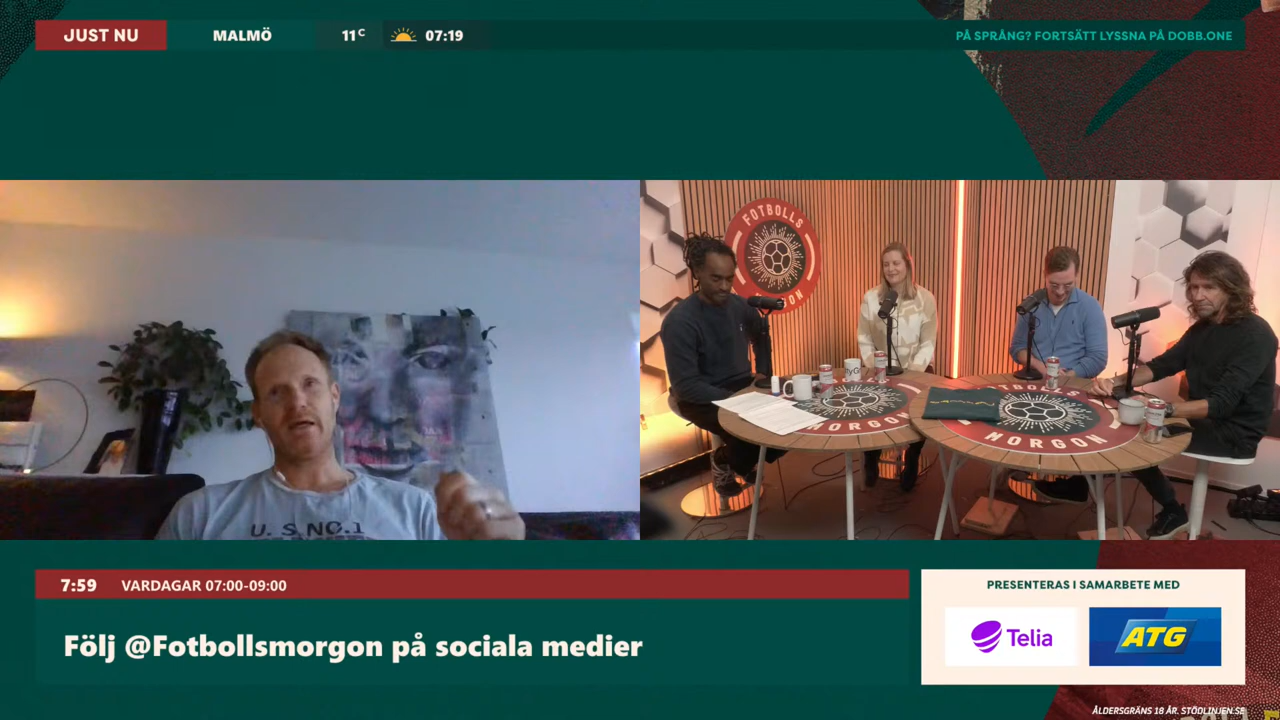 JUST NU
MALMÖ
11°C
07:19
PÅ SPRÅNG? FORTSÄTT LYSSNA PÅ DOBB.ONE
FOTBOLLS
MORGON
U. S. NO.1
MORGON
7:59
VARDAGAR 07:00-09:00
Följ @Fotbollsmorgon på sociala medier
PRESENTERAS I SAMARBETE MED
Telia
ATG
ÅLDERSGRÄNS 18 ÅR. STÖDLINJEN.SE